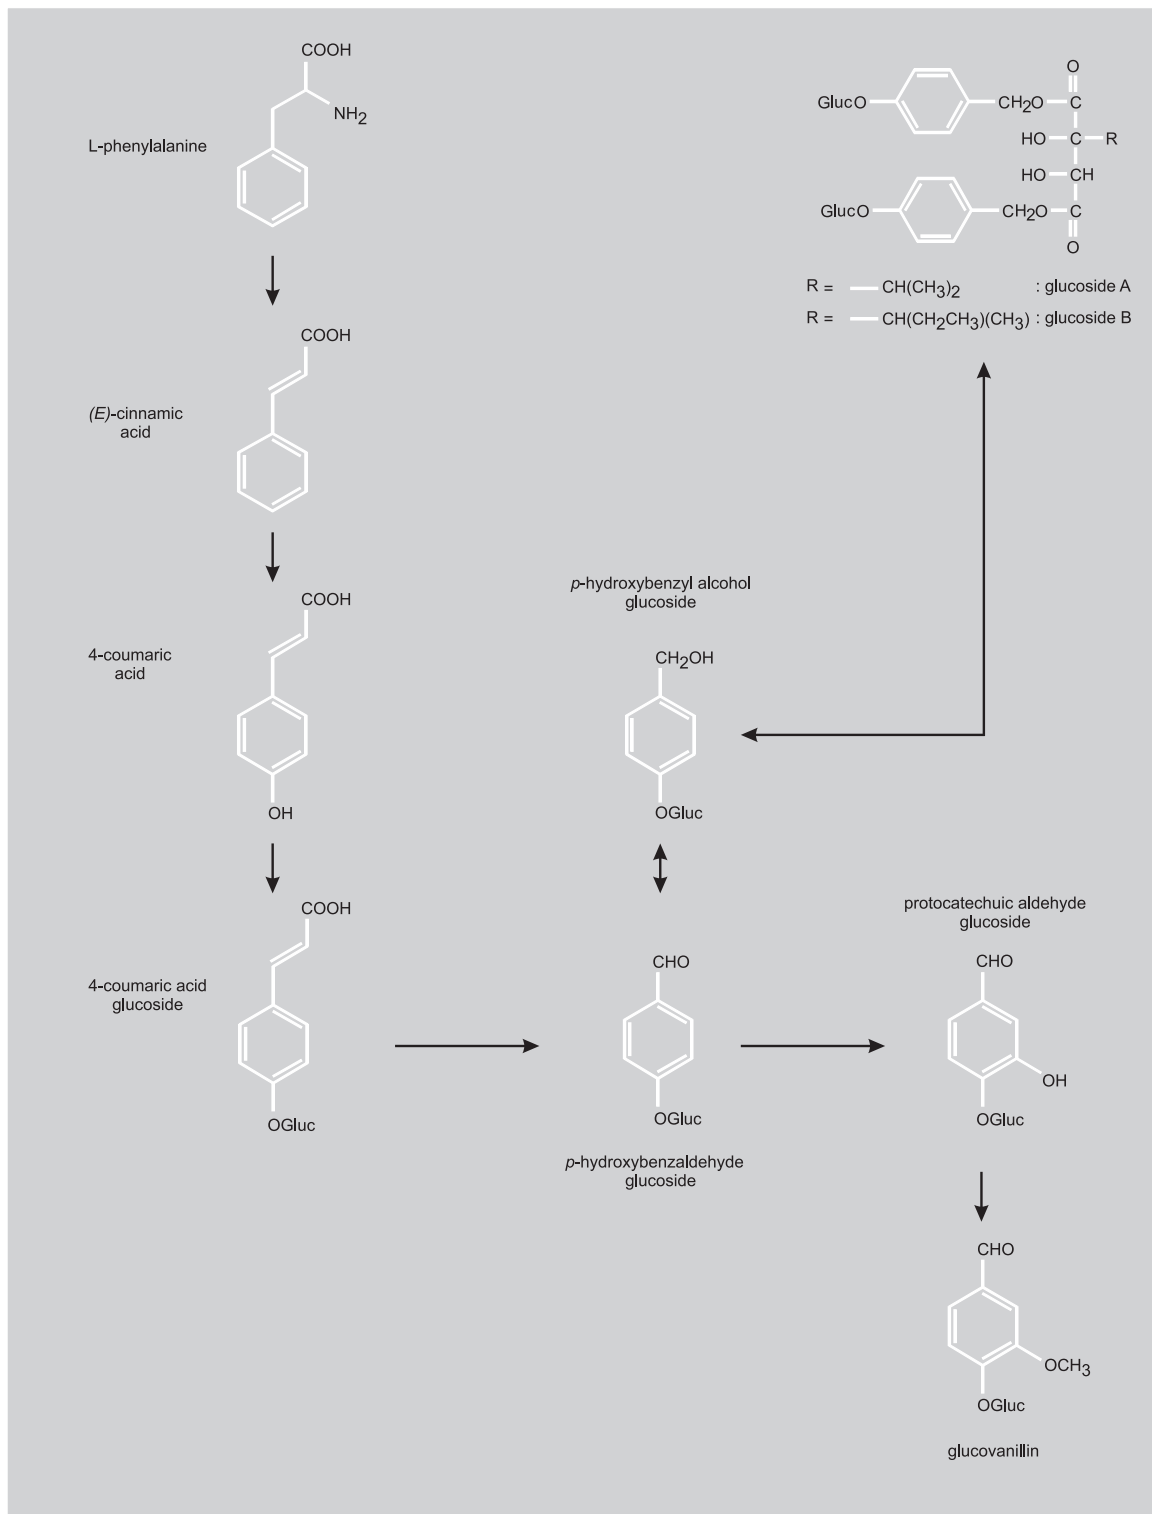 COOH
NH2
L-phenylalanine
COOH
(E)-cinnamic
acid
COOH
4-coumaric
acid
OH
COOH
4-coumaric acid
glucoside
OGluc
O
GlucO
CH2O
C
HO
C
R
HO
CH
GlucO
CH2O
C
O
R = CH(CH3)2 : glucoside A
R = CH(CH2CH3)(CH3) : glucoside B
p-hydroxybenzyl alcohol
glucoside
CH2OH
OGluc
CHO
OGluc
p-hydroxybenzaldehyde
glucoside
protocatechuic aldehyde
glucoside
CHO
OH
OGluc
CHO
OCH3
OGluc
glucovanillin